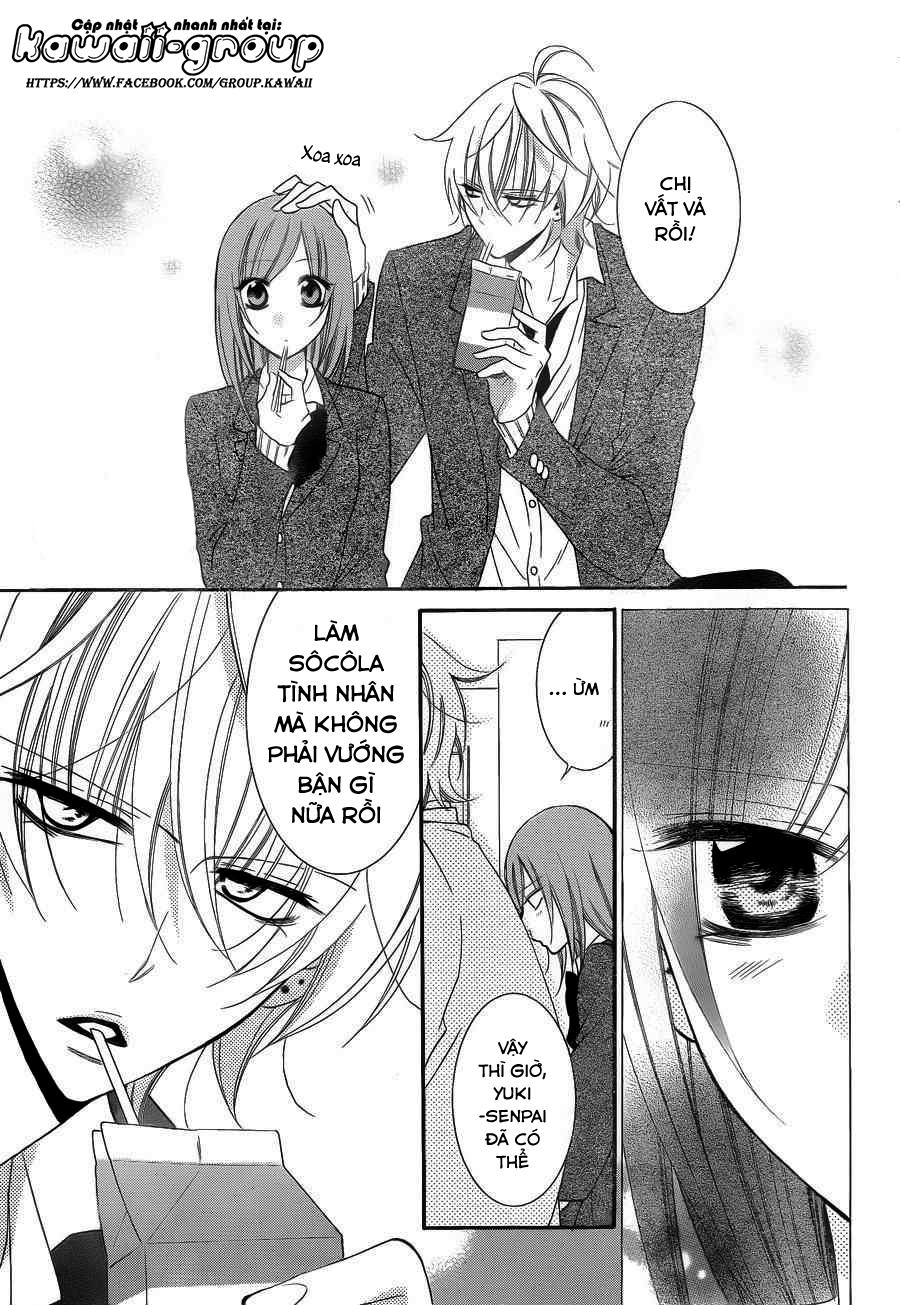 Cập nhật nhanh nhất tại:
kawaii-group
HTTPS://WWW.FACEBOOK.COM/GROUP.KAWAII
Xoa xoa
CHỊ
VẤT VẢ
RỒI!
... ỪM
VẬY
THÌ GIỜ,
YUKI
-SENPAI
ĐÃ CÓ
THỂ
LÀM
SÔCÔLA
TÌNH NHÂN
MÀ KHÔNG
PHẢI VƯỚNG
BẬN GÌ
NỮA RỒI